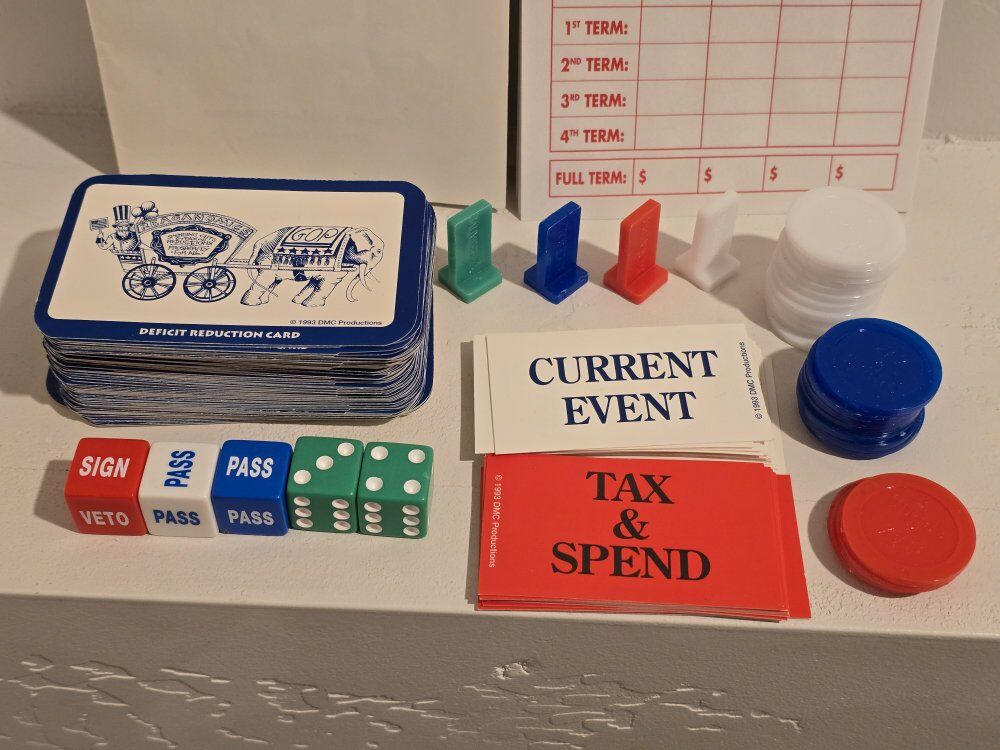 1ST TERM:
2ND TERM:
3RD TERM:
4TH TERM:
FULL TERM: $ $ $ $
REAGANOMICS
GOP
© 1993 DMC Productions
DEFICIT REDUCTION CARD
CURRENT
EVENT
© 1993 DMC Productions
TAX
&
SPEND
© 1993 DMC Productions
SIGN
VETO
PASS
PASS
PASS
PASS